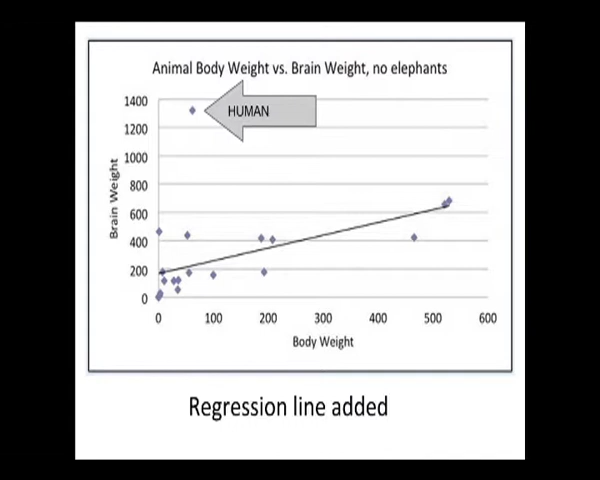 Animal Body Weight vs. Brain Weight, no elephants
HUMAN
1400
1200
1000
800
600
400
200
0
Brain Weight
0 100 200 300 400 500 600
Body Weight
Regression line added